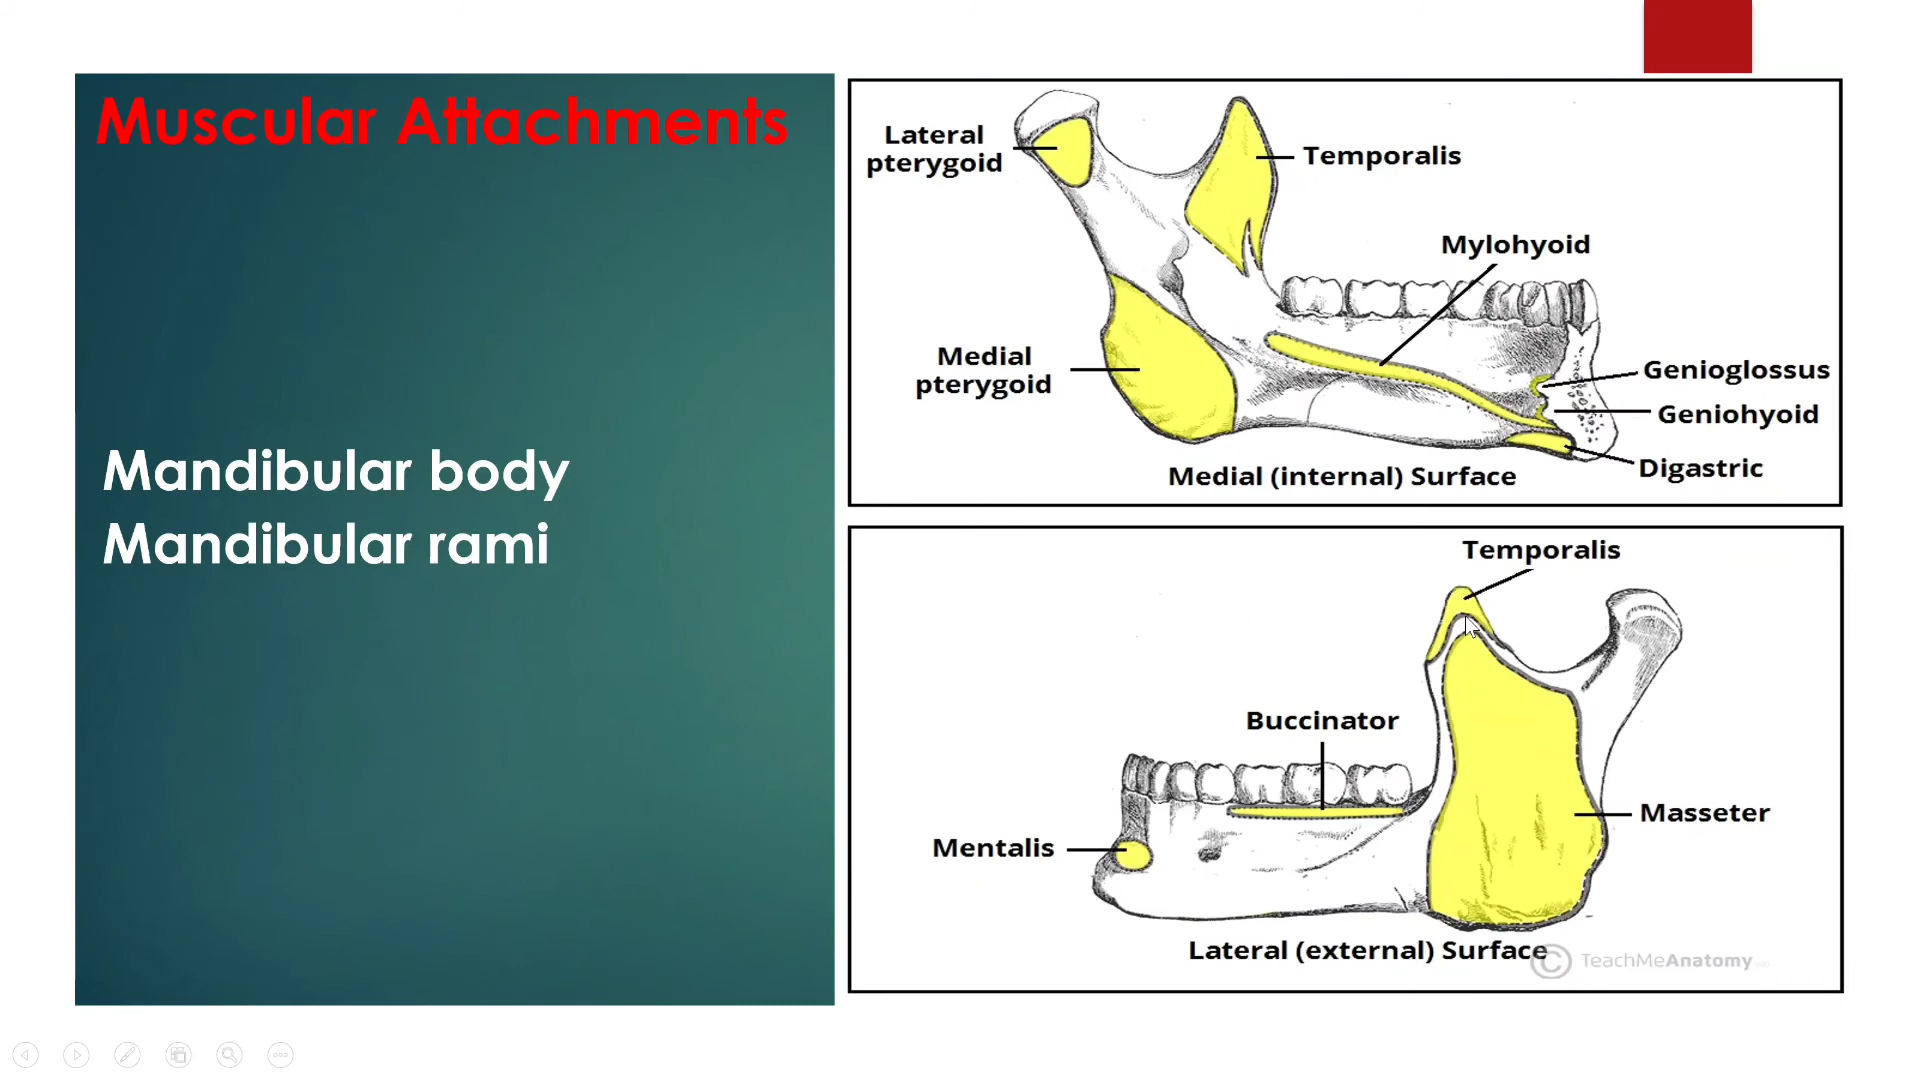 Muscular Attachments
Mandibular body
Mandibular rami
Lateral
pterygoid
Temporalis
Mylohyoid
Medial
pterygoid
Genioglossus
Geniohyoid
Digastric
Medial (internal) Surface
Temporalis
Buccinator
Masseter
Mentalis
Lateral (external) Surface
© TeachMeAnatomy